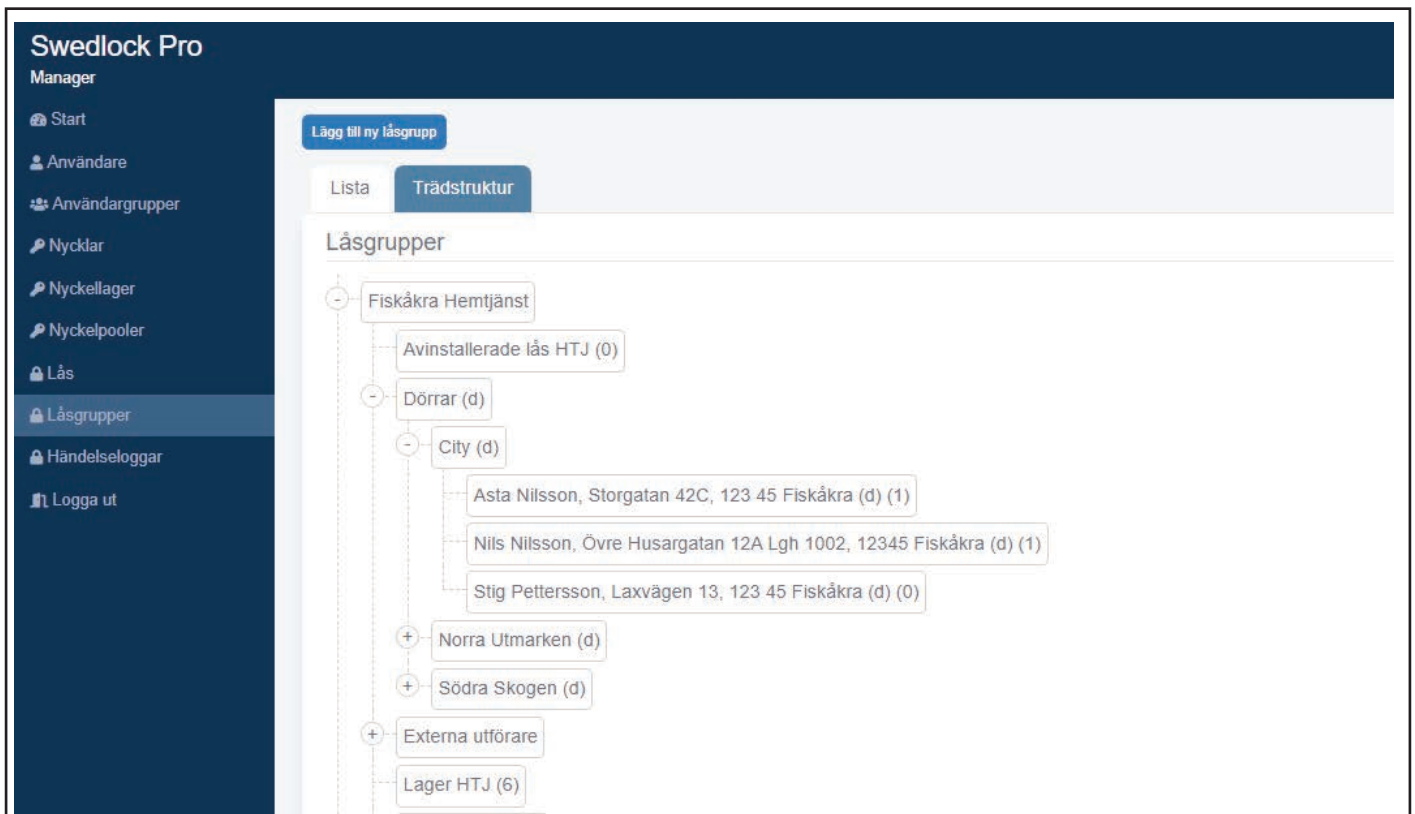 Swedlock Pro
Manager
Start
Användare
Användargrupper
Nycklar
Nyckellager
Nyckelpooler
Lås
Låsgrupper
Händelseloggar
Logga ut
Lägg till ny låsgrupp
Lista
Trädstruktur
Låsgrupper
- Fiskåkra Hemtjänst
Avinstallerade lås HTJ (0)
- Dörrar (d)
- City (d)
Asta Nilsson, Storgatan 42C, 123 45 Fiskåkra (d) (1)
Nils Nilsson, Övre Husargatan 12A Lgh 1002, 12345 Fiskåkra (d) (1)
Stig Pettersson, Laxvägen 13, 123 45 Fiskåkra (d) (0)
+ Norra Utmarken (d)
+ Södra Skogen (d)
+ Externa utförare
Lager HTJ (6)